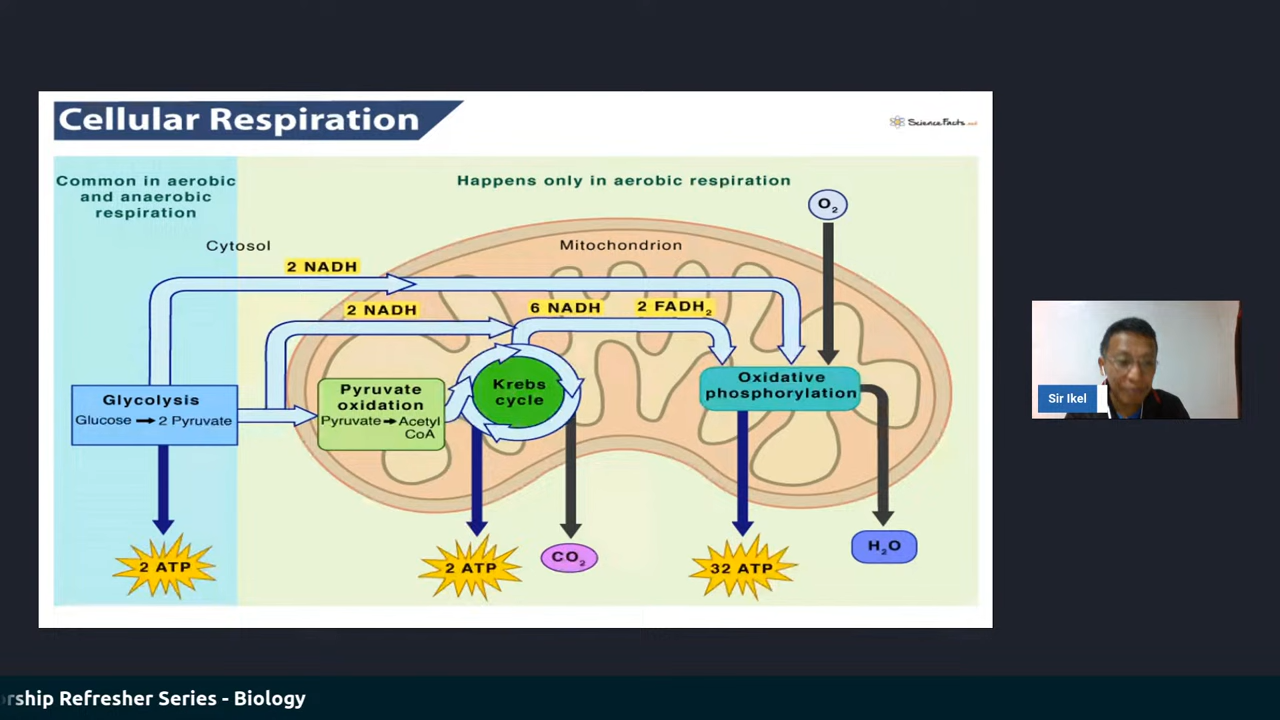 Cellular Respiration
ScienceFacts.net
Common in aerobic
and anaerobic
respiration
Happens only in aerobic respiration
O₂
Cytosol
Mitochondrion
2 NADH
2 NADH
6 NADH
2 FADH₂
Glycolysis
Glucose → 2 Pyruvate
Pyruvate
oxidation
Pyruvate → Acetyl
CoA
Krebs
cycle
Oxidative
phosphorylation
2 ATP
2 ATP
CO₂
32 ATP
H₂O
Sir Ikel
rship Refresher Series - Biology